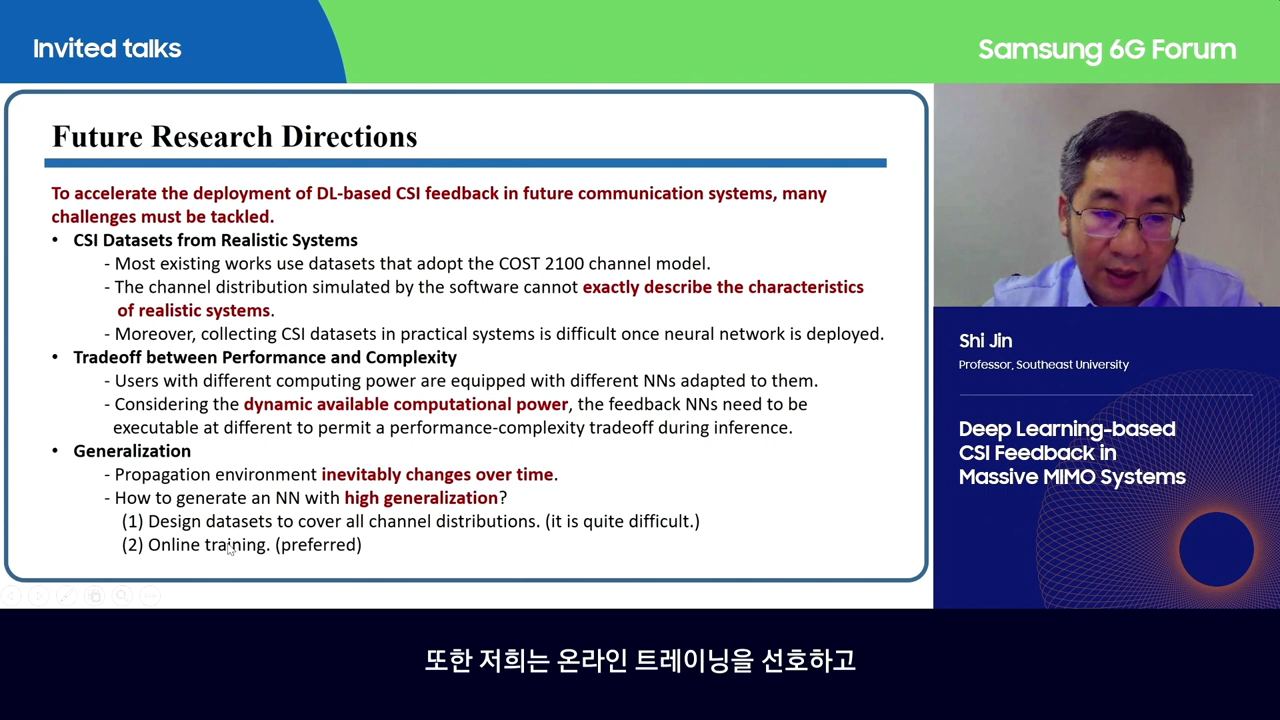 Invited talks
Samsung 6G Forum
Future Research Directions
To accelerate the deployment of DL-based CSI feedback in future communication systems, many
challenges must be tackled.
• CSI Datasets from Realistic Systems
- Most existing works use datasets that adopt the COST 2100 channel model.
- The channel distribution simulated by the software cannot exactly describe the characteristics
of realistic systems.
- Moreover, collecting CSI datasets in practical systems is difficult once neural network is deployed.
• Tradeoff between Performance and Complexity
- Users with different computing power are equipped with different NNs adapted to them.
- Considering the dynamic available computational power, the feedback NNs need to be
executable at different to permit a performance-complexity tradeoff during inference.
• Generalization
- Propagation environment inevitably changes over time.
- How to generate an NN with high generalization?
(1) Design datasets to cover all channel distributions. (it is quite difficult.)
(2) Online training. (preferred)
Shi Jin
Professor, Southeast University
Deep Learning-based
CSI Feedback in
Massive MIMO Systems
또한 저희는 온라인 트레이닝을 선호하고